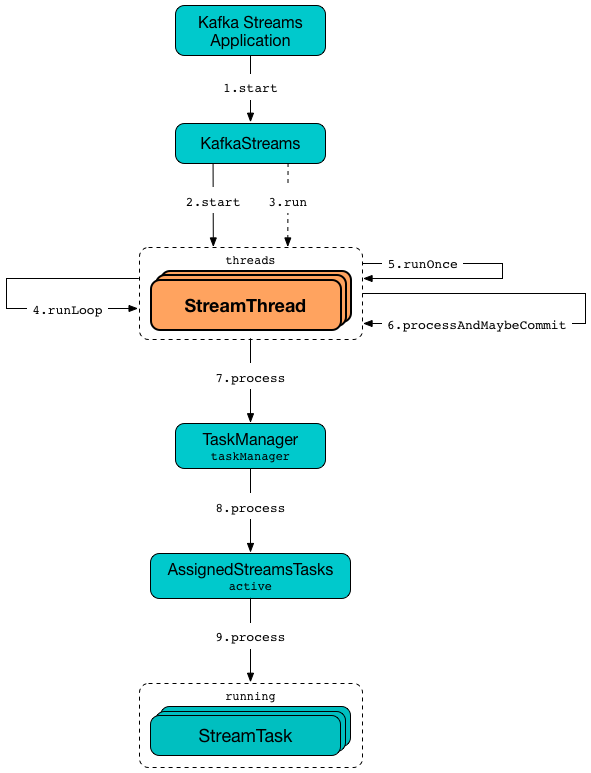 Kafka Streams
Application
1.start
KafkaStreams
2.start
3.run
threads
StreamThread
4.runLoop
5.runOnce
6.processAndMaybeCommit
7.process
TaskManager
taskManager
8.process
AssignedStreamsTasks
active
9.process
running
StreamTask